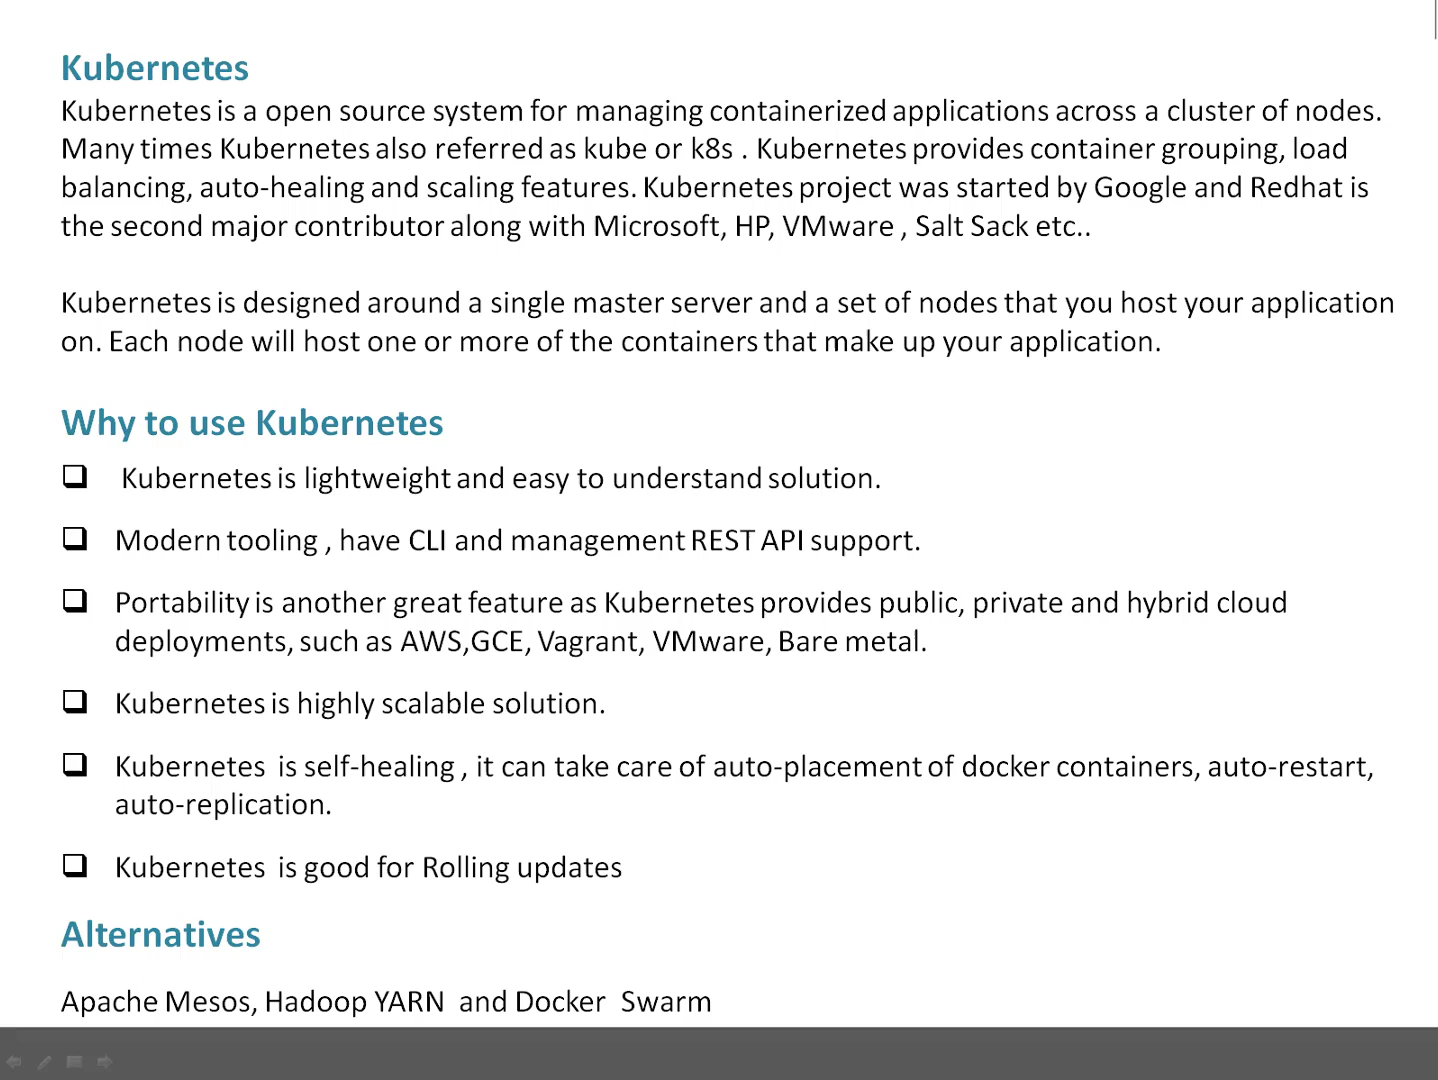 Kubernetes
Kubernetes is a open source system for managing containerized applications across a cluster of nodes.
Many times Kubernetes also referred as kube or k8s . Kubernetes provides container grouping, load
balancing, auto-healing and scaling features. Kubernetes project was started by Google and Redhat is
the second major contributor along with Microsoft, HP, VMware , Salt Sack etc..
Kubernetes is designed around a single master server and a set of nodes that you host your application
on. Each node will host one or more of the containers that make up your application.
Why to use Kubernetes
Kubernetes is lightweight and easy to understand solution.
Modern tooling , have CLI and management REST API support.
Portability is another great feature as Kubernetes provides public, private and hybrid cloud
deployments, such as AWS,GCE, Vagrant, VMware, Bare metal.
Kubernetes is highly scalable solution.
Kubernetes is self-healing , it can take care of auto-placement of docker containers, auto-restart,
auto-replication.
Kubernetes is good for Rolling updates
Alternatives
Apache Mesos, Hadoop YARN and Docker Swarm